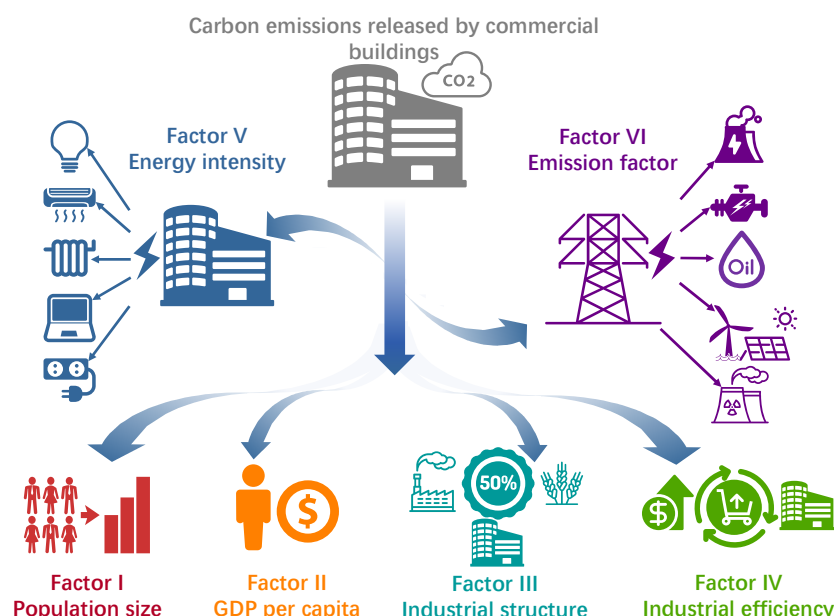 Carbon emissions released by commercial
buildings
CO2
Factor V
Energy intensity
Factor VI
Emission factor
Oil
50%
$
$
Factor I
Population size
Factor II
GDP per capita
Factor III
Industrial structure
Factor IV
Industrial efficiency